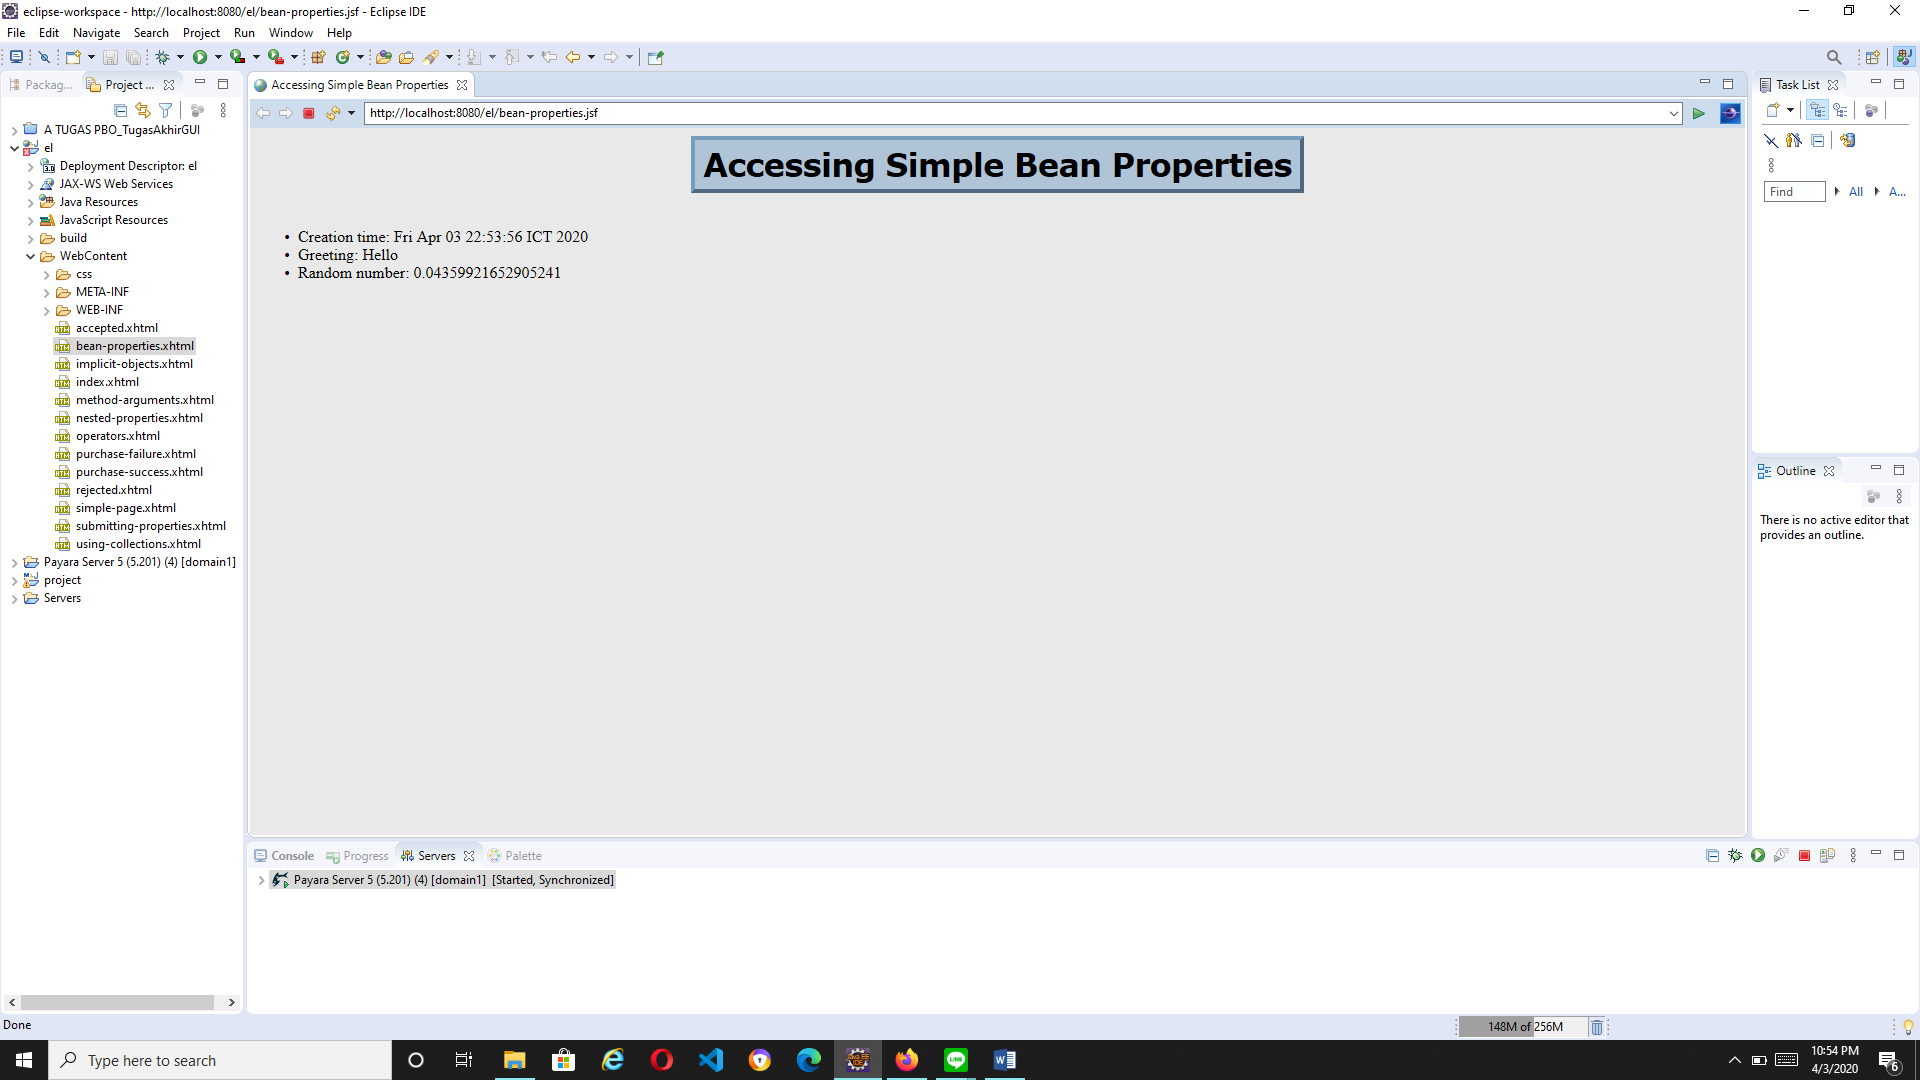 eclipse-workspace - http://localhost:8080/el/bean-properties.jsf - Eclipse IDE
File Edit Navigate Search Project Run Window Help
Packag...
Project ...
A TUGAS PBO_TugasAkhirGUI
el
Deployment Descriptor: el
JAX-WS Web Services
Java Resources
JavaScript Resources
build
WebContent
css
META-INF
WEB-INF
accepted.xhtml
bean-properties.xhtml
implicit-objects.xhtml
index.xhtml
method-arguments.xhtml
nested-properties.xhtml
operators.xhtml
purchase-failure.xhtml
purchase-success.xhtml
rejected.xhtml
simple-page.xhtml
submitting-properties.xhtml
using-collections.xhtml
Payara Server 5 (5.201) (4) [domain1]
project
Servers
Accessing Simple Bean Properties
http://localhost:8080/el/bean-properties.jsf
Accessing Simple Bean Properties
• Creation time: Fri Apr 03 22:53:56 ICT 2020
• Greeting: Hello
• Random number: 0.04359921652905241
Task List
Find All A...
Outline
There is no active editor that
provides an outline.
Console Progress Servers Palette
Payara Server 5 (5.201) (4) [domain1] [Started, Synchronized]
Done
148M of 256M
Type here to search
10:54 PM
4/3/2020
6